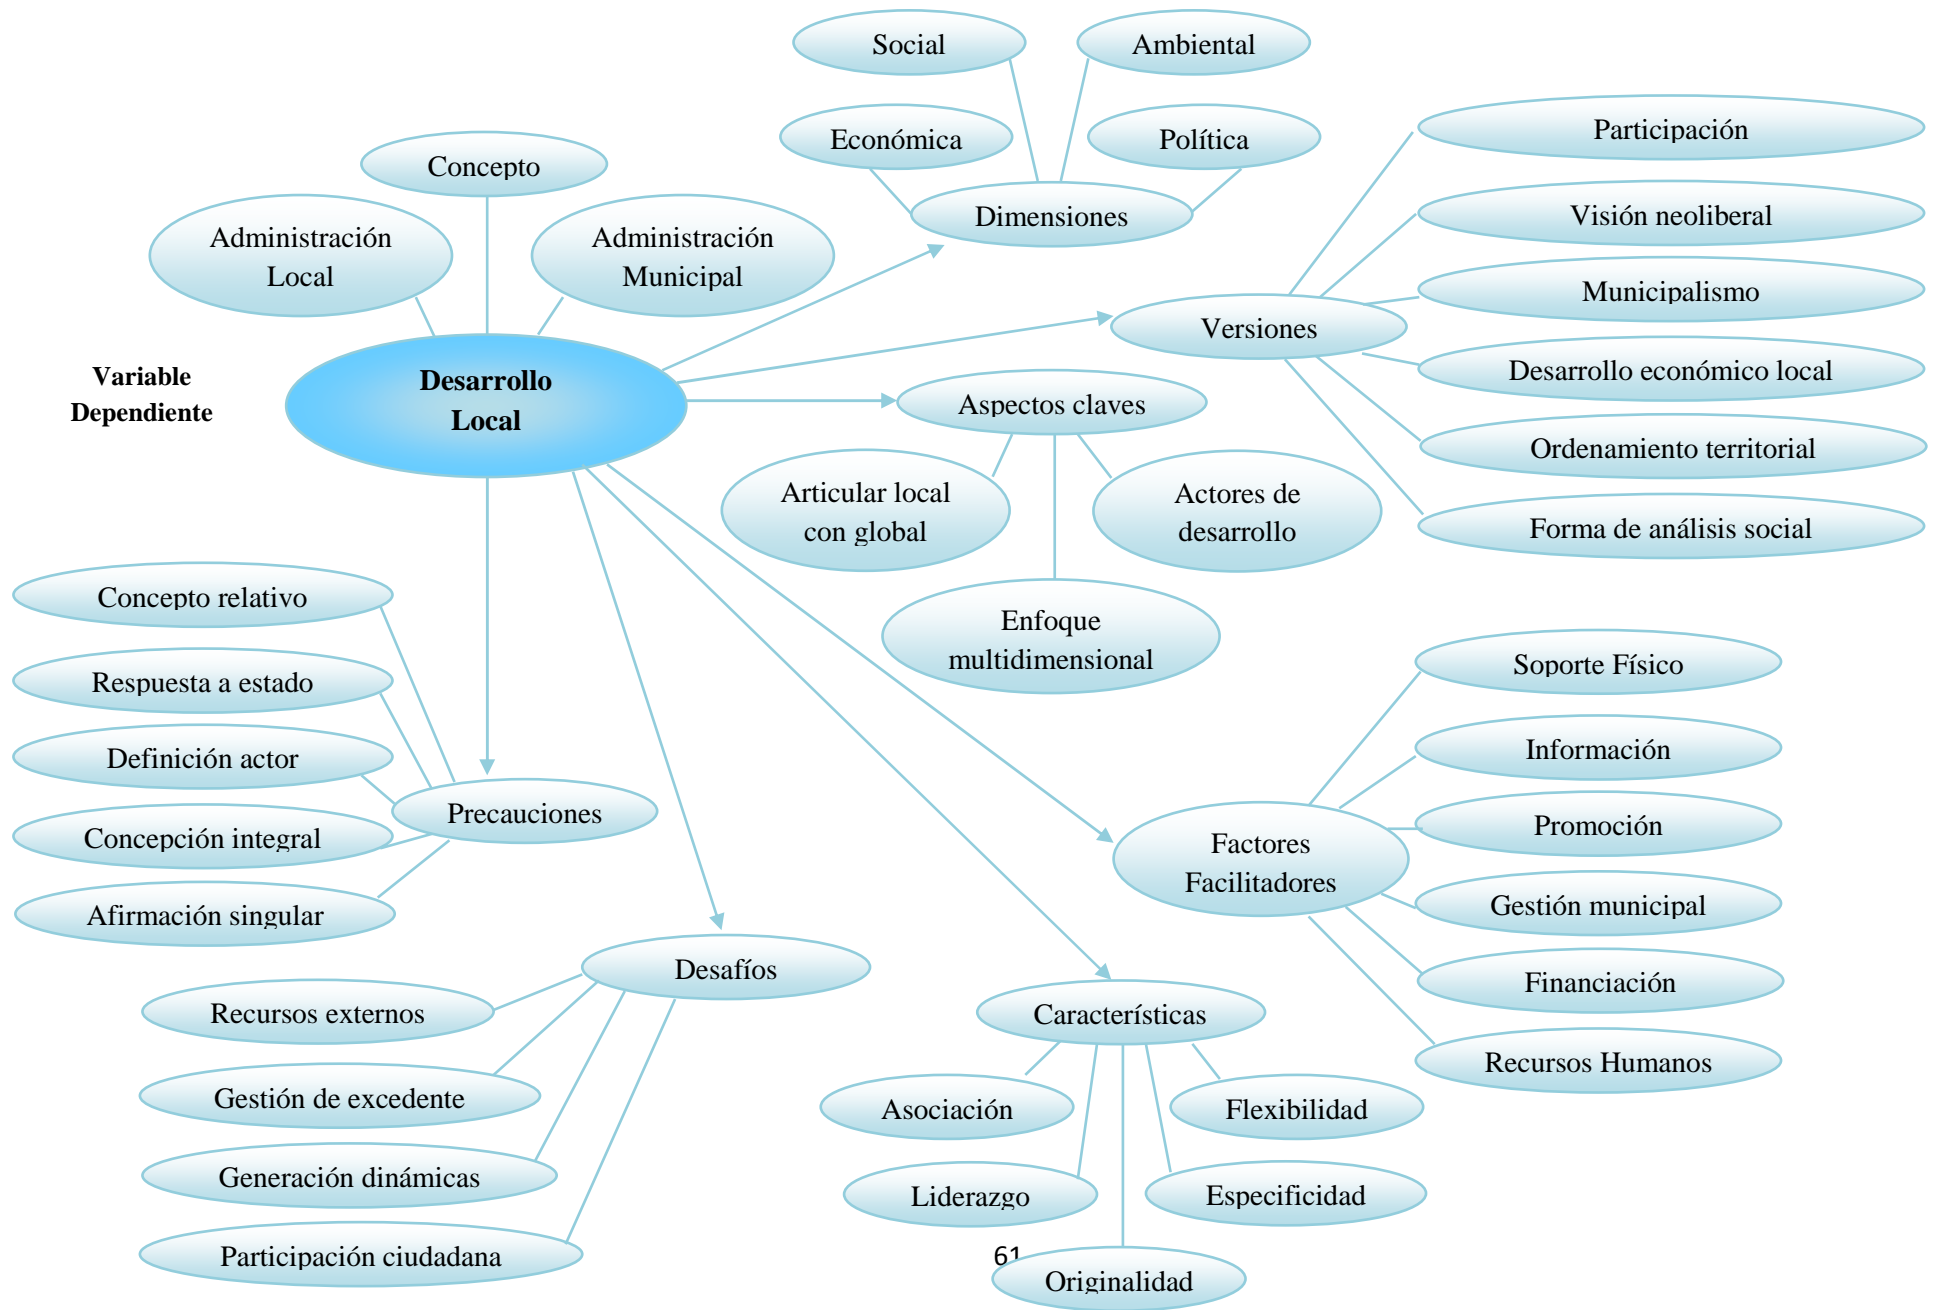 Social
Ambiental
Económica
Política
Concepto
Participación
Administración
Local
Administración
Municipal
Dimensiones
Visión neoliberal
Municipalismo
Versiones
Variable
Dependiente
Desarrollo
Local
Desarrollo económico local
Aspectos claves
Ordenamiento territorial
Articular local
con global
Actores de
desarrollo
Forma de análisis social
Enfoque
multidimensional
Concepto relativo
Respuesta a estado
Definición actor
Concepción integral
Afirmación singular
Precauciones
Soporte Físico
Información
Promoción
Factores
Facilitadores
Gestión municipal
Financiación
Recursos Humanos
Desafíos
Recursos externos
Gestión de excedente
Generación dinámicas
Participación ciudadana
Características
Asociación
Flexibilidad
Liderazgo
Especificidad
Originalidad
61